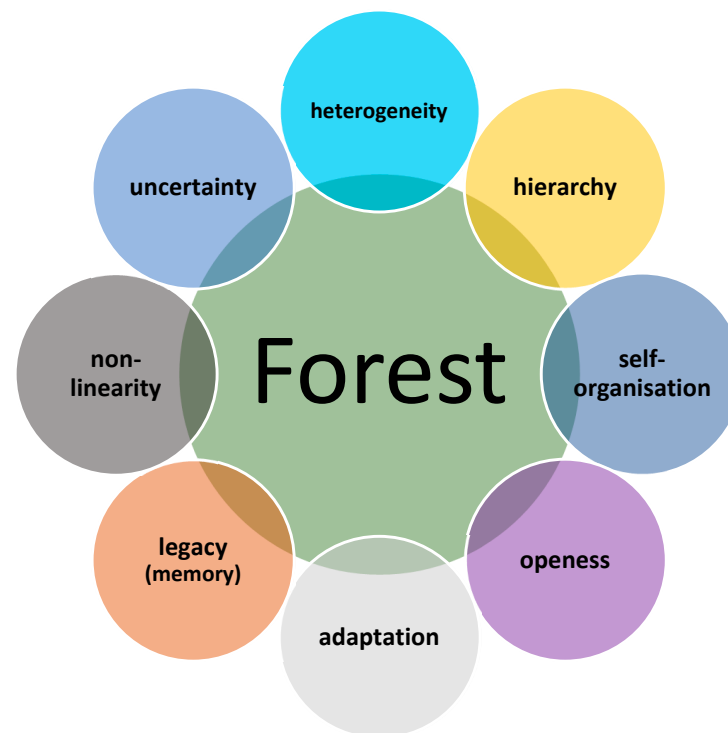 heterogeneity
hierarchy
self-
organisation
openess
adaptation
legacy
(memory)
non-
linearity
uncertainty
Forest